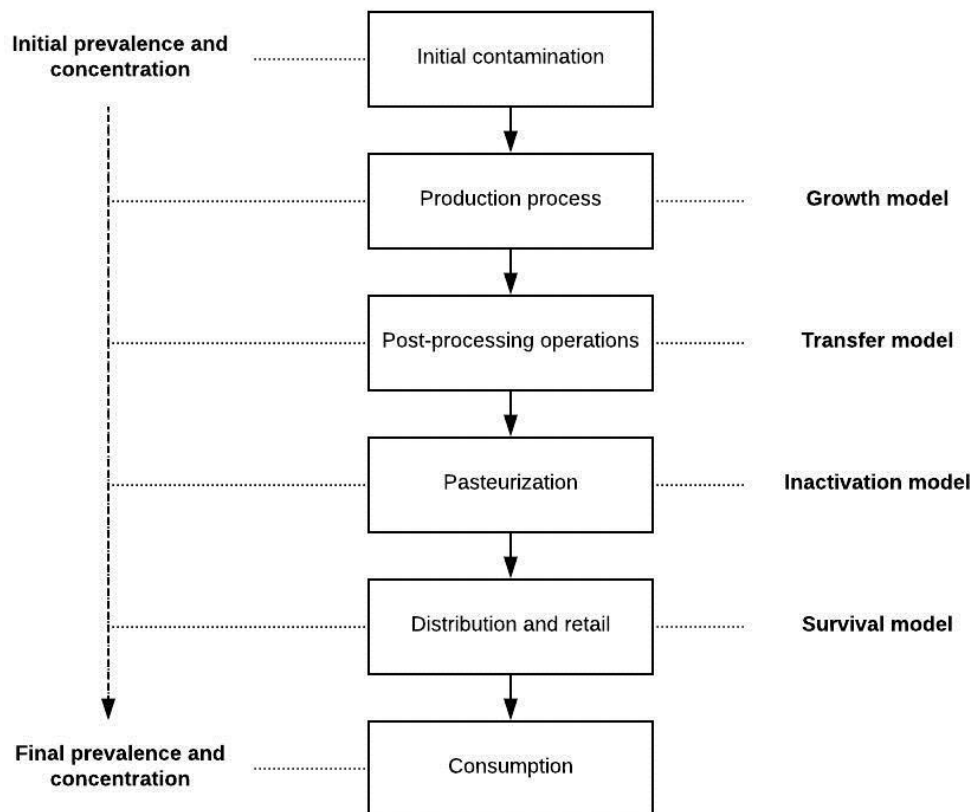 Initial prevalence and
concentration
Initial contamination
Production process
Growth model
Post-processing operations
Transfer model
Pasteurization
Inactivation model
Distribution and retail
Survival model
Final prevalence and
concentration
Consumption